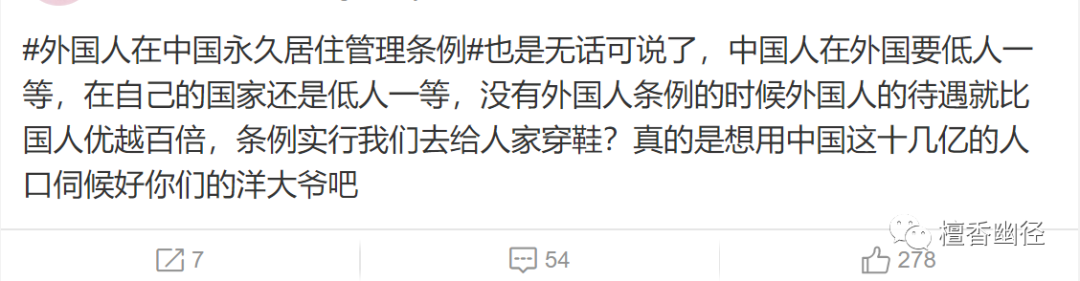 #外国人在中国永久居住管理条例#也是无话可说了，中国人在外国要低人一
等，在自己的国家还是低人一等，没有外国人条例的时候外国人的待遇就比
国人优越百倍，条例实行我们去给人家穿鞋？真的是想用中国这十几亿的人
口伺候好你们的洋大爷吧
7
54
278
檀香幽径